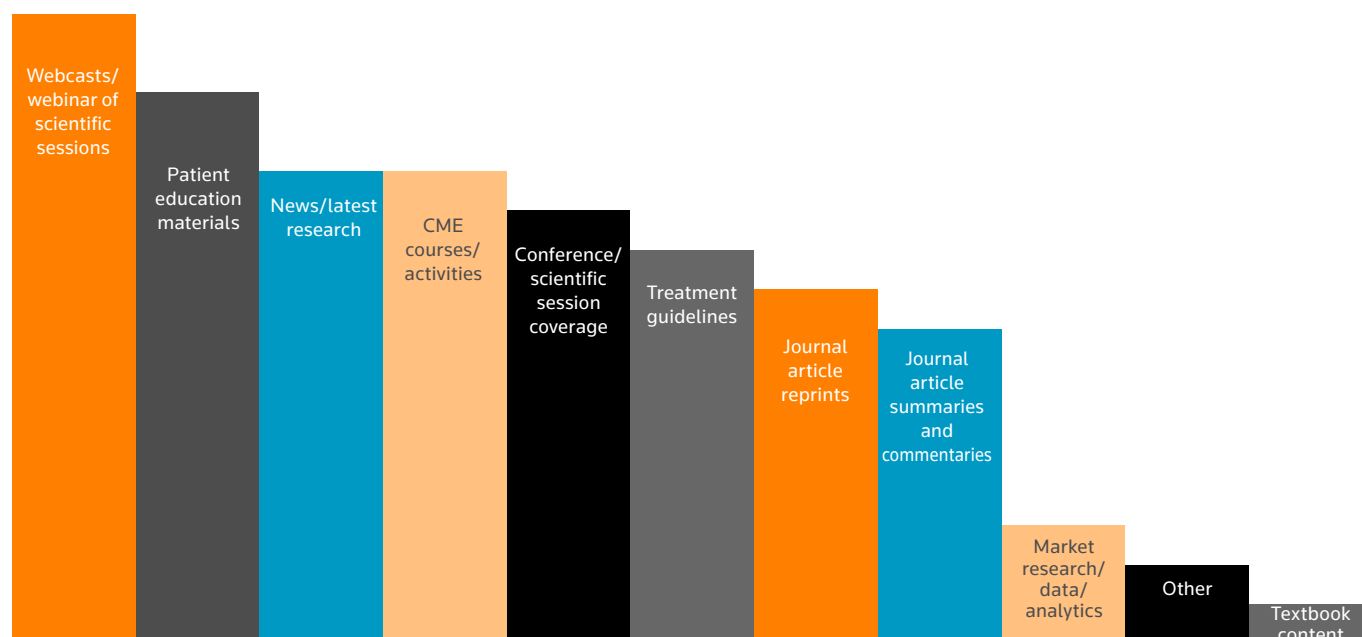 Webcasts/
webinar of
scientific
sessions
Patient
education
materials
News/latest
research
CME
courses/
activities
Conference/
scientific
session
coverage
Treatment
guidelines
Journal
article
reprints
Journal
article
summaries
and
commentaries
Market
research/
data/
analytics
Other
Textbook
content